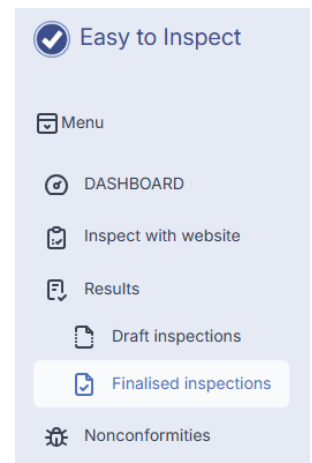 Easy to Inspect
Menu
DASHBOARD
Inspect with website
Results
Draft inspections
Finalised inspections
Nonconformities